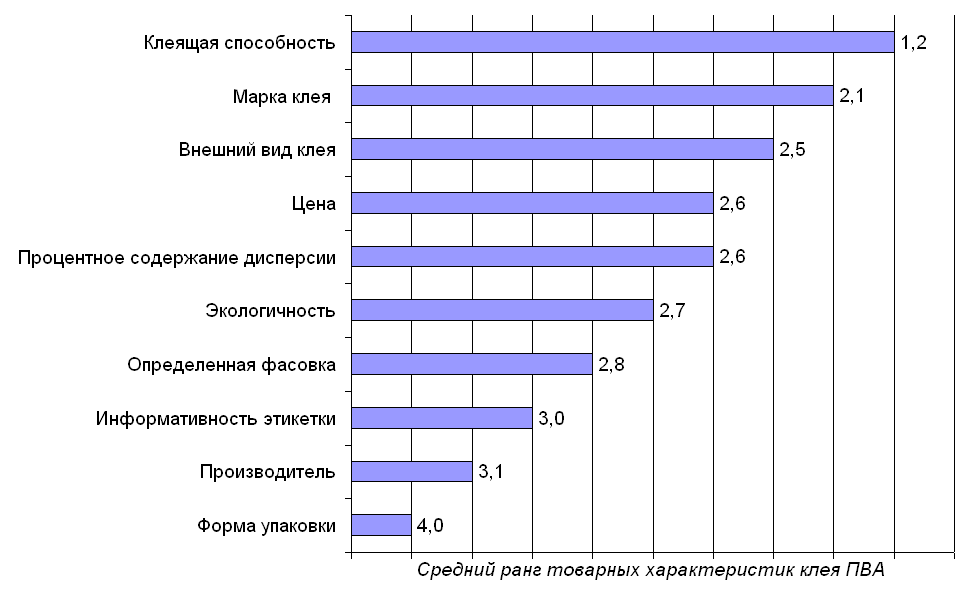 Клеящая способность 1,2
Марка клея 2,1
Внешний вид клея 2,5
Цена 2,6
Процентное содержание дисперсии 2,6
Экологичность 2,7
Определенная фасовка 2,8
Информативность этикетки 3,0
Производитель 3,1
Форма упаковки 4,0
Средний ранг товарных характеристик клея ПВА